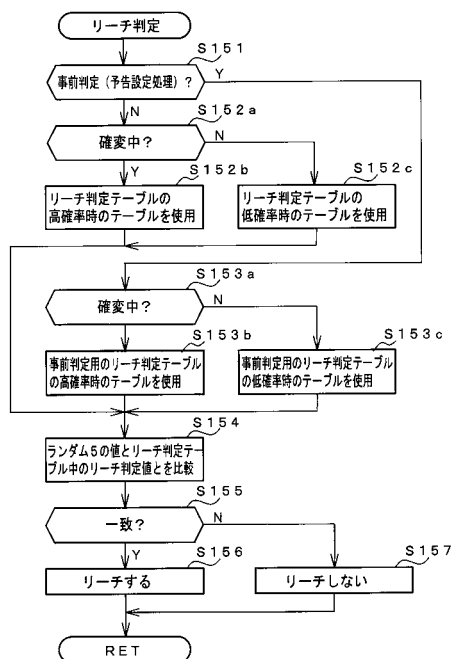 リーチ判定
S151
事前判定(予告設定処理)?
Y
N
S152a
確変中?
N
Y
S152b
リーチ判定テーブルの
高確率時のテーブルを使用
S152c
リーチ判定テーブルの
低確率時のテーブルを使用
S153a
確変中?
N
Y
S153b
事前判定用のリーチ判定テーブル
の高確率時のテーブルを使用
S153c
事前判定用のリーチ判定テーブル
の低確率時のテーブルを使用
S154
ランダム5の値とリーチ判定テー
ブル中のリーチ判定値とを比較
S155
一致?
N
Y
S156
リーチする
S157
リーチしない
RET